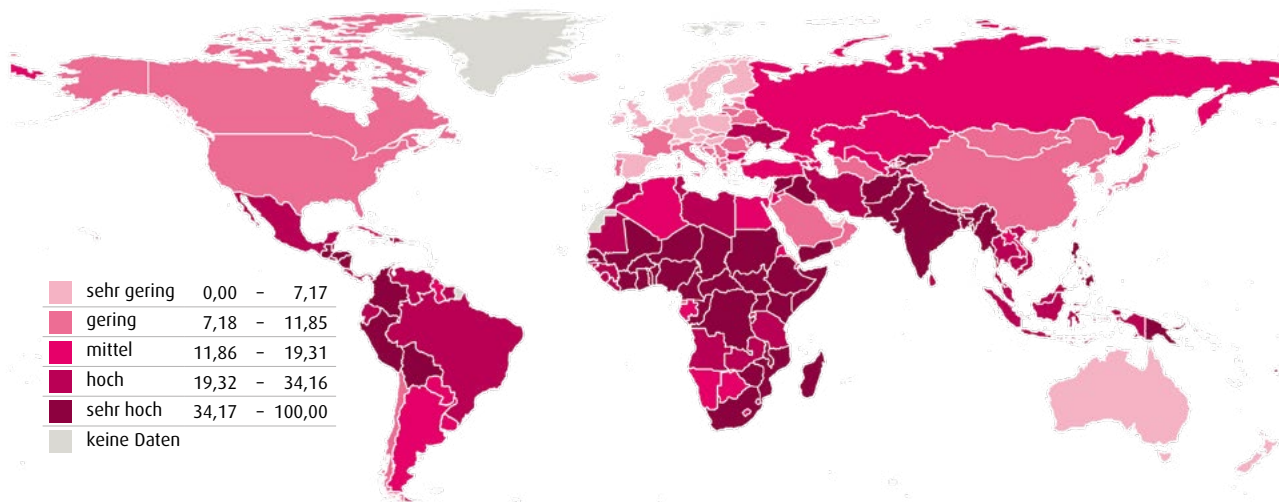 sehr gering 0,00 – 7,17
gering 7,18 – 11,85
mittel 11,86 – 19,31
hoch 19,32 – 34,16
sehr hoch 34,17 – 100,00
keine Daten